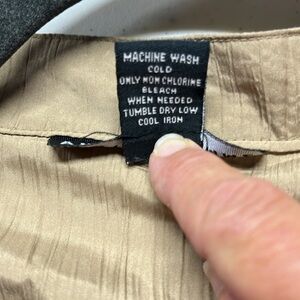 MACHINE WASH
COLD
ONLY NON CHLORINE
BLEACH
WHEN NEEDED
TUMBLE DRY LOW
COOL IRON